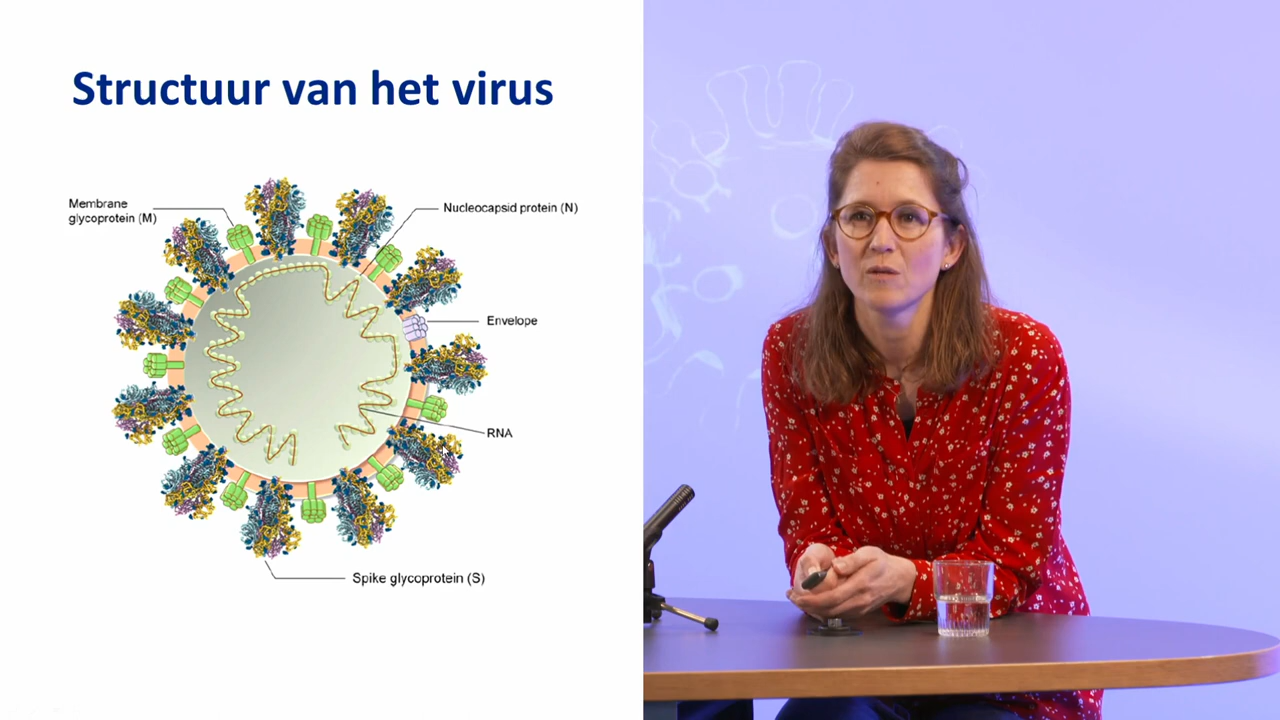 Structuur van het virus
Membrane
glycoprotein (M)
Nucleocapsid protein (N)
Envelope
RNA
Spike glycoprotein (S)